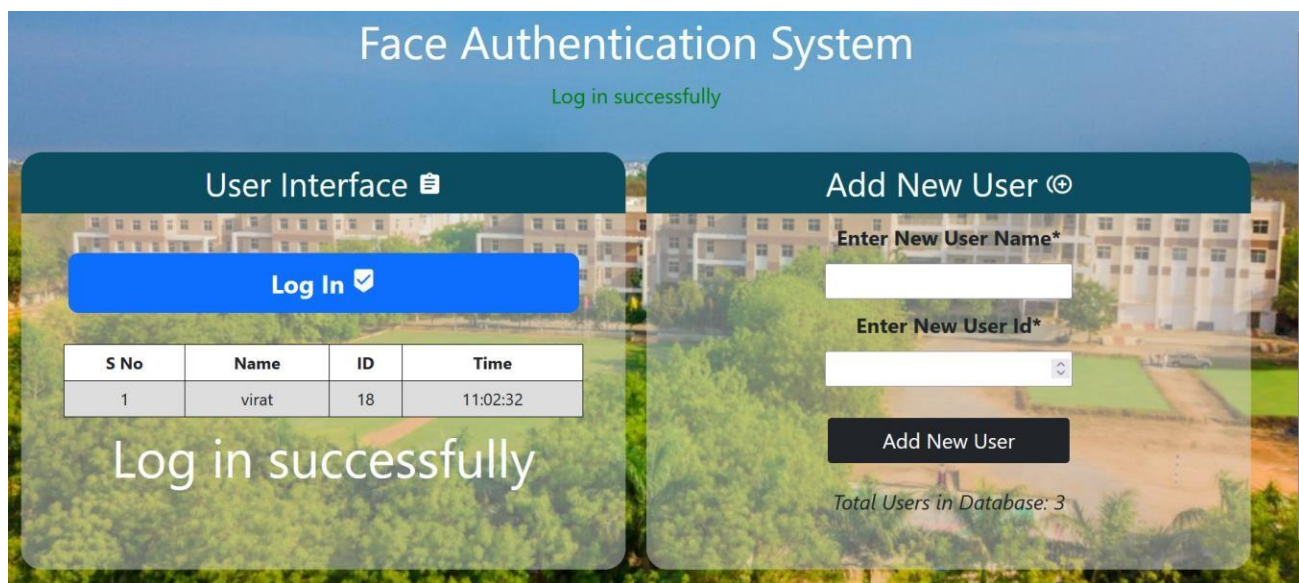 Face Authentication System
Log in successfully
User Interface
Log In
S No Name ID Time
1 virat 18 11:02:32
Log in successfully
Add New User
Enter New User Name*
Enter New User Id*
Add New User
Total Users in Database: 3